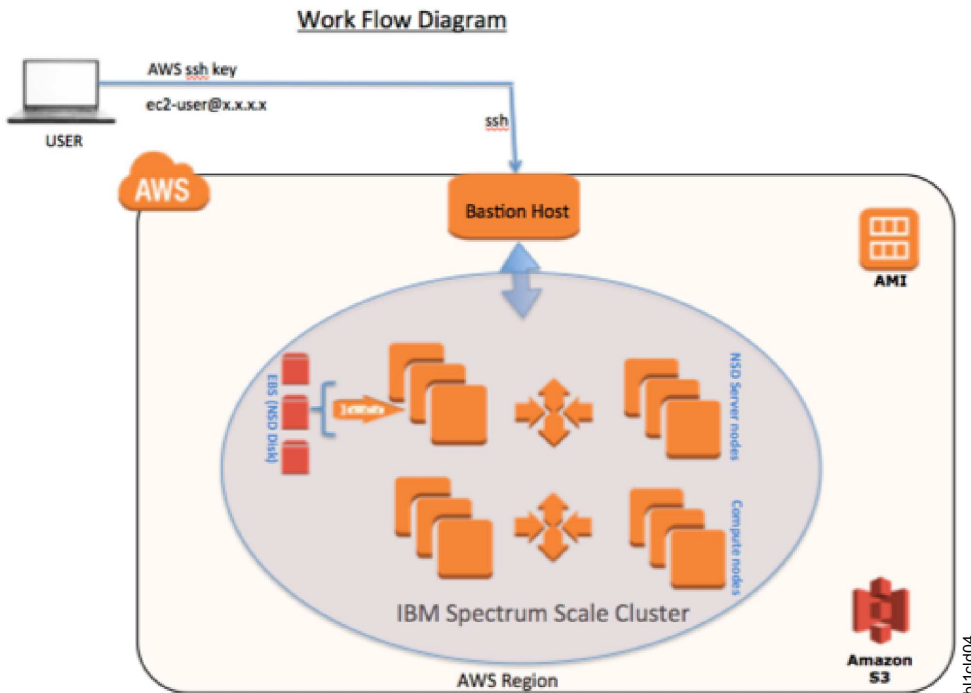 Work Flow Diagram
AWS ssh key
ec2-user@x.x.x.x
ssh
USER
AWS
Bastion Host
AMI
EBS (NSD Disk)
NSD Server nodes
Compute nodes
IBM Spectrum Scale Cluster
Amazon
S3
AWS Region